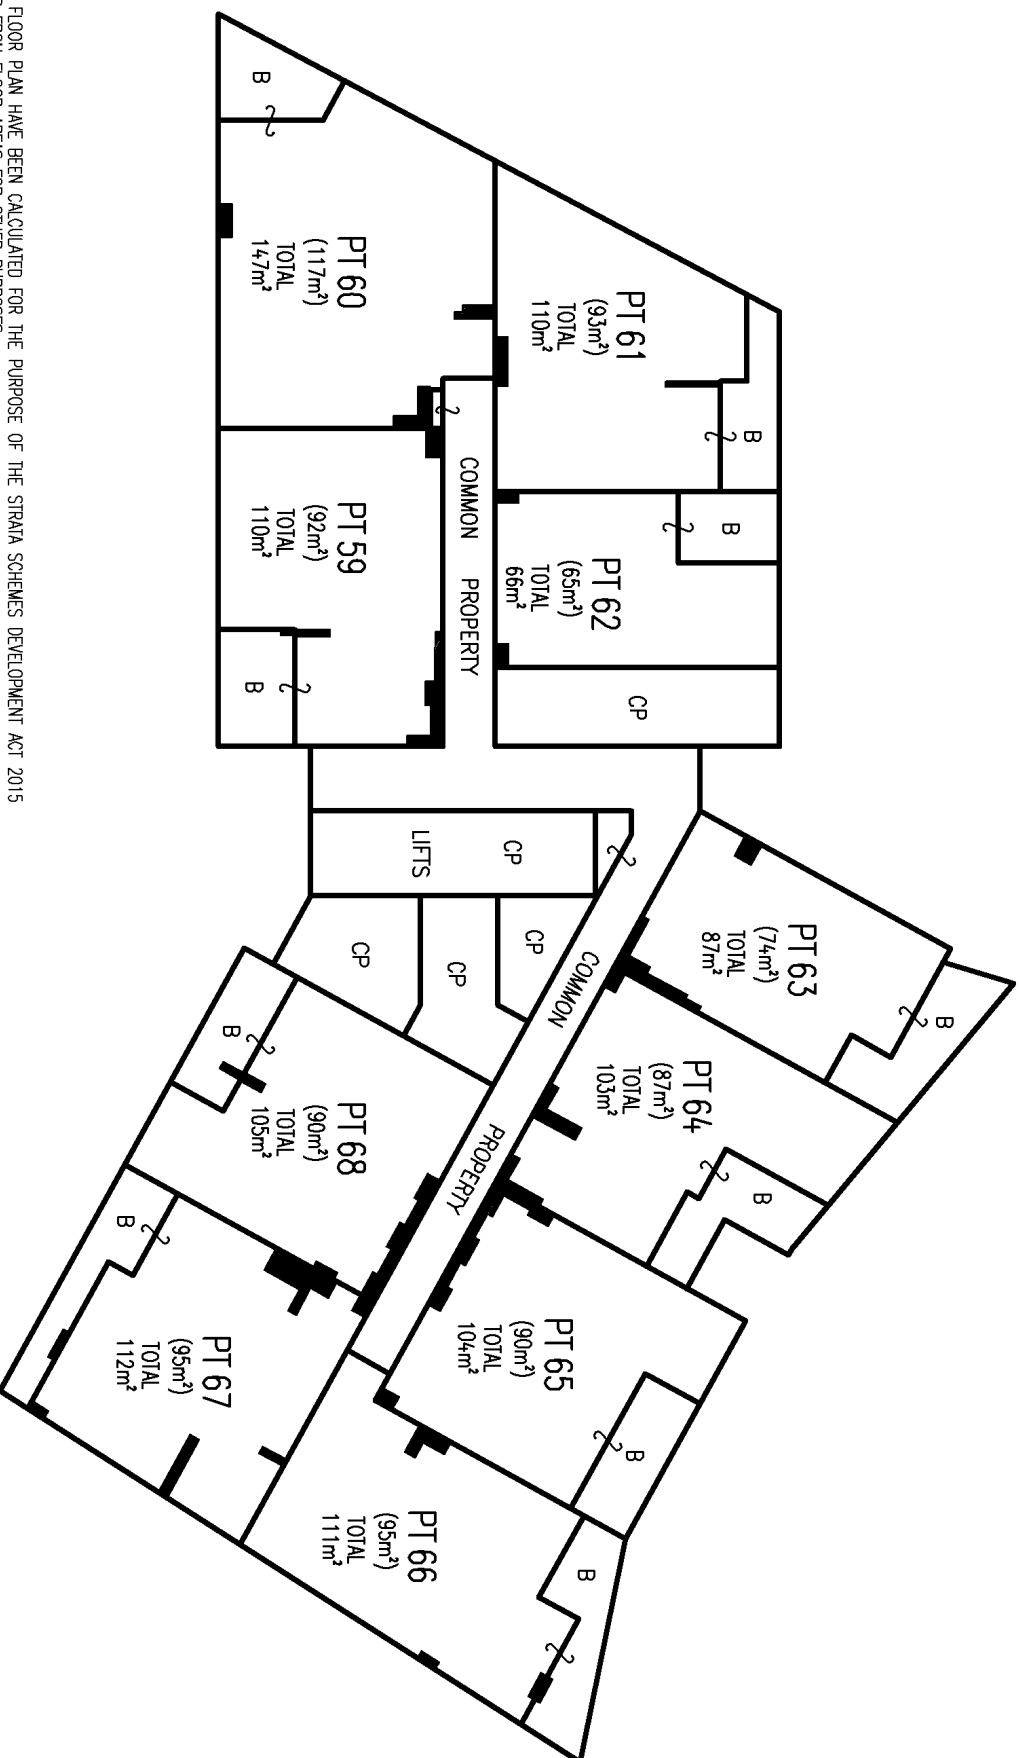 PT 60
(117m²)
TOTAL
147m²
B
PT 61
(93m²)
TOTAL
110m²
B
PT 59
(92m²)
TOTAL
110m²
B
COMMON PROPERTY
PT 62
(65m²)
TOTAL
66m²
B
CP
CP
LIFTS
CP
CP
CP
PT 63
(74m²)
TOTAL
87m²
B
COMMON PROPERTY
PT 64
(87m²)
TOTAL
103m²
B
PT 68
(90m²)
TOTAL
105m²
B
PT 65
(90m²)
TOTAL
104m²
B
PT 67
(95m²)
TOTAL
112m²
B
PT 66
(95m²)
TOTAL
111m²
B
FLOOR PLAN HAVE BEEN CALCULATED FOR THE PURPOSE OF THE STRATA SCHEMES DEVELOPMENT ACT 2015